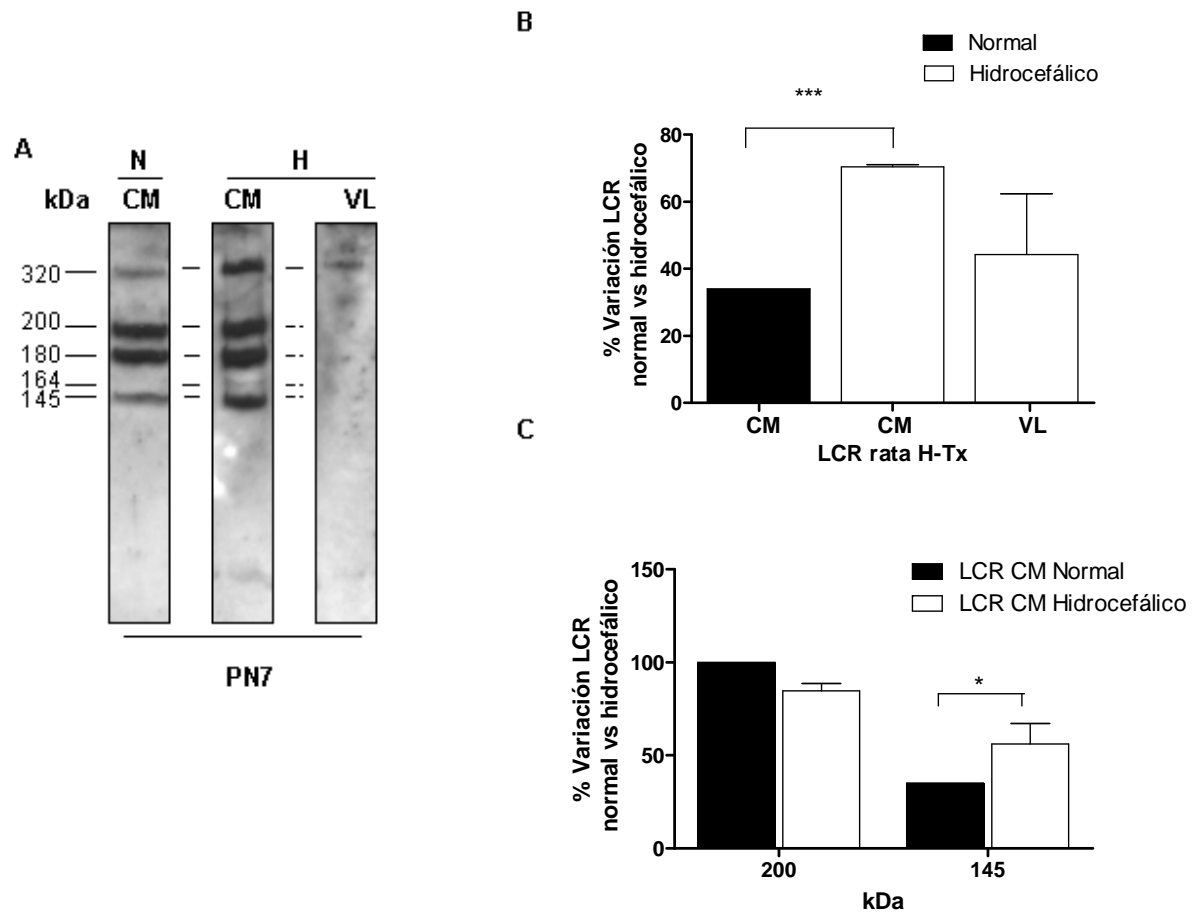 A
N H
kDa CM CM VL
320
200
180
164
145
PN7
B
Normal
Hidrocefálico
***
% Variación LCR
normal vs hidrocefálico
80
60
40
20
0
CM CM VL
LCR rata H-Tx
C
LCR CM Normal
LCR CM Hidrocefálico
*
% Variación LCR
normal vs hidrocefálico
150
100
50
0
200 145
kDa